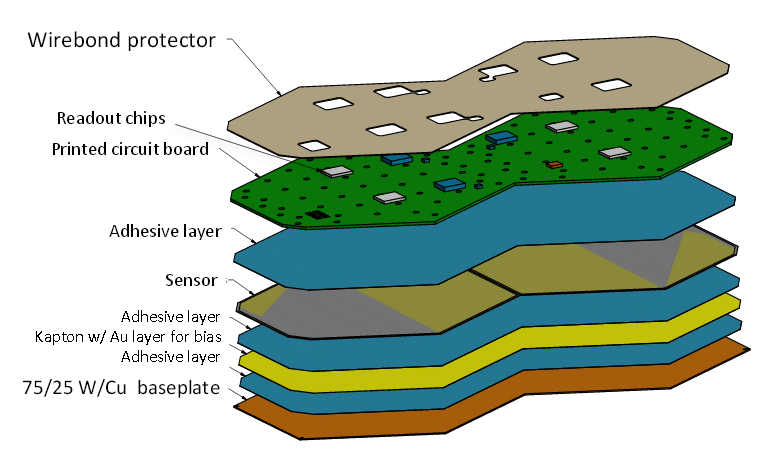 Wirebond protector
Readout chips
Printed circuit board
Adhesive layer
Sensor
Adhesive layer
Kapton w/ Au layer for bias
Adhesive layer
75/25 W/Cu baseplate